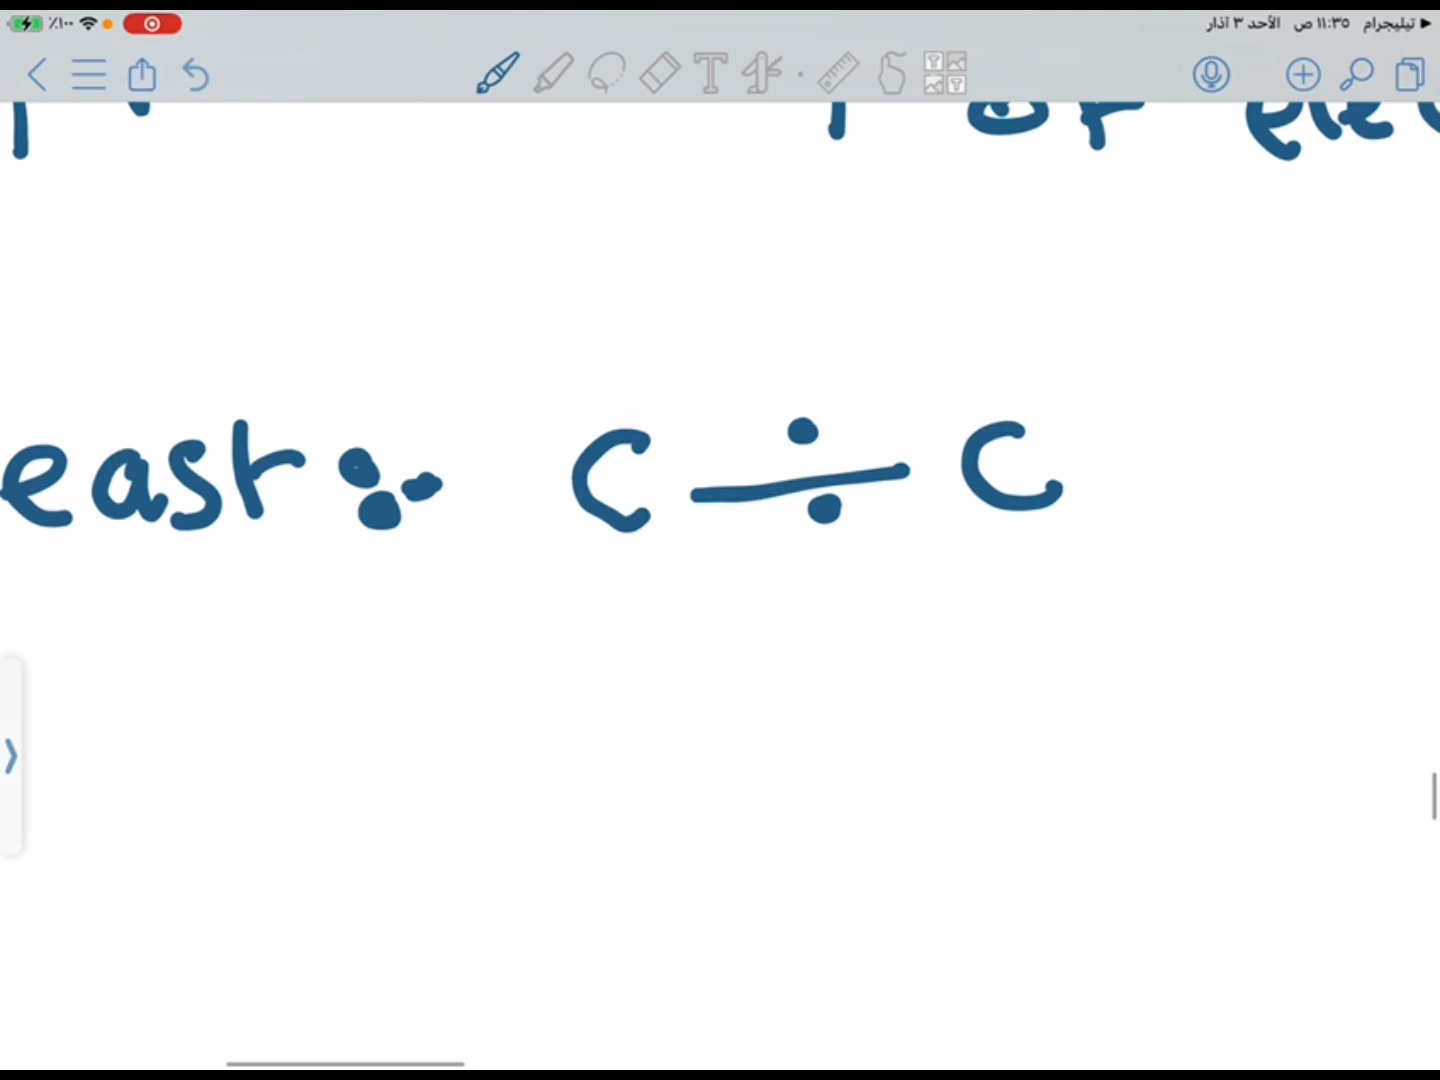 ٪١٠٠ ١١:٣٥ ص الأحد ٣ آذار تيليجرام
east:- C ÷ C